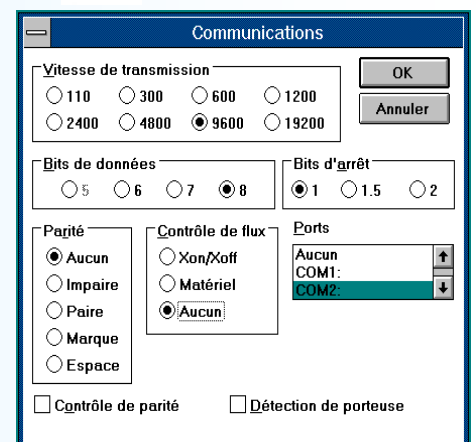 Communications
Vitesse de transmission
110 300 600 1200
2400 4800 9600 19200
OK
Annuler
Bits de données
5 6 7 8
Bits d'arrêt
1 1.5 2
Parité
Aucun
Impaire
Paire
Marque
Espace
Contrôle de flux
Xon/Xoff
Matériel
Aucun
Ports
Aucun
COM1:
COM2:
Contrôle de parité
Détection de porteuse